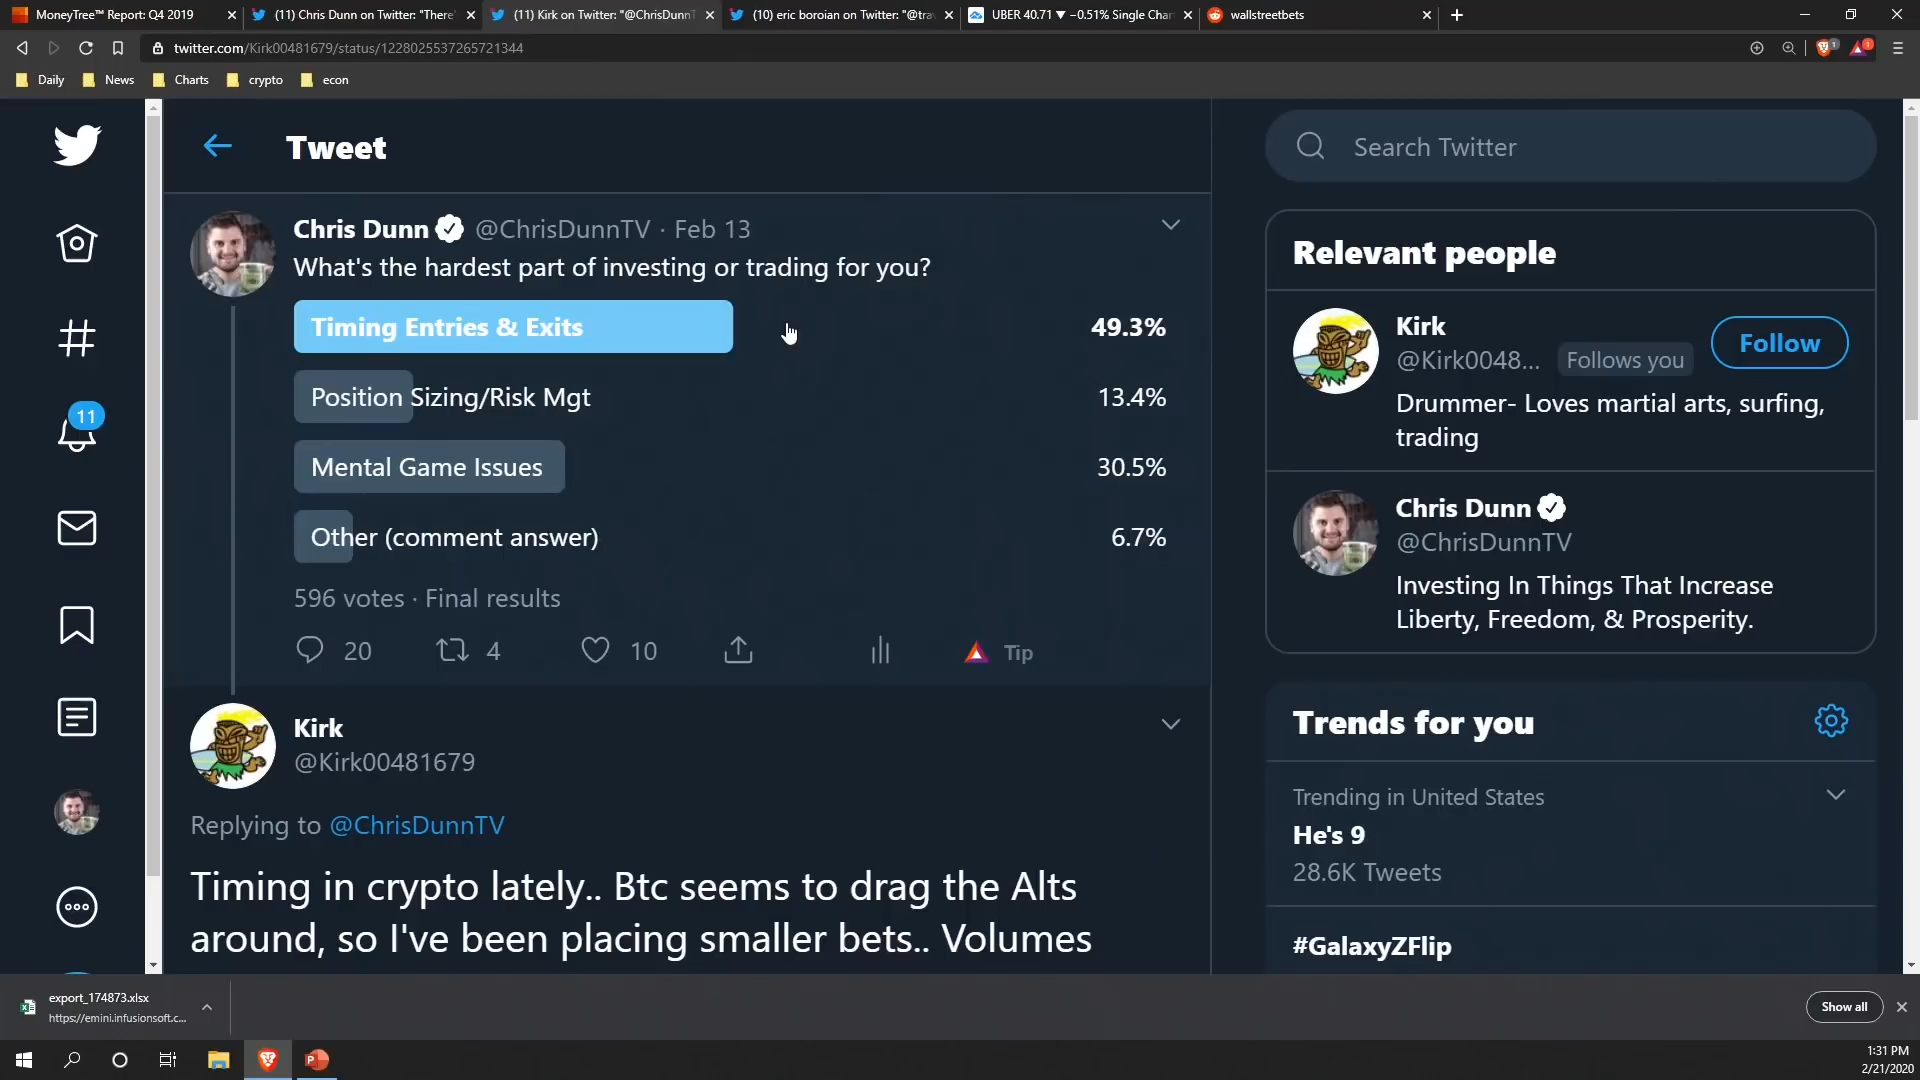 MoneyTree™ Report: Q4 2019
(11) Chris Dunn on Twitter: "There'
(11) Kirk on Twitter: "@ChrisDunnT
(10) eric boroian on Twitter: "@tra
UBER 40.71 ▼ −0.51% Single Char
wallstreetbets
twitter.com/Kirk00481679/status/1228025537265721344
1
1
Daily
News
Charts
crypto
econ
Tweet
Search Twitter
Chris Dunn @ChrisDunnTV · Feb 13
What's the hardest part of investing or trading for you?
Timing Entries & Exits 49.3%
Position Sizing/Risk Mgt 13.4%
Mental Game Issues 30.5%
Other (comment answer) 6.7%
596 votes · Final results
20 4 10 Tip
11
Kirk
@Kirk00481679
Replying to @ChrisDunnTV
Timing in crypto lately.. Btc seems to drag the Alts
around, so I've been placing smaller bets.. Volumes
Relevant people
Kirk
@Kirk0048... Follows you
Follow
Drummer- Loves martial arts, surfing,
trading
Chris Dunn
@ChrisDunnTV
Investing In Things That Increase
Liberty, Freedom, & Prosperity.
Trends for you
Trending in United States
He's 9
28.6K Tweets
#GalaxyZFlip
export_174873.xlsx
https://emini.infusionsoft.c...
Show all
1:31 PM
2/21/2020